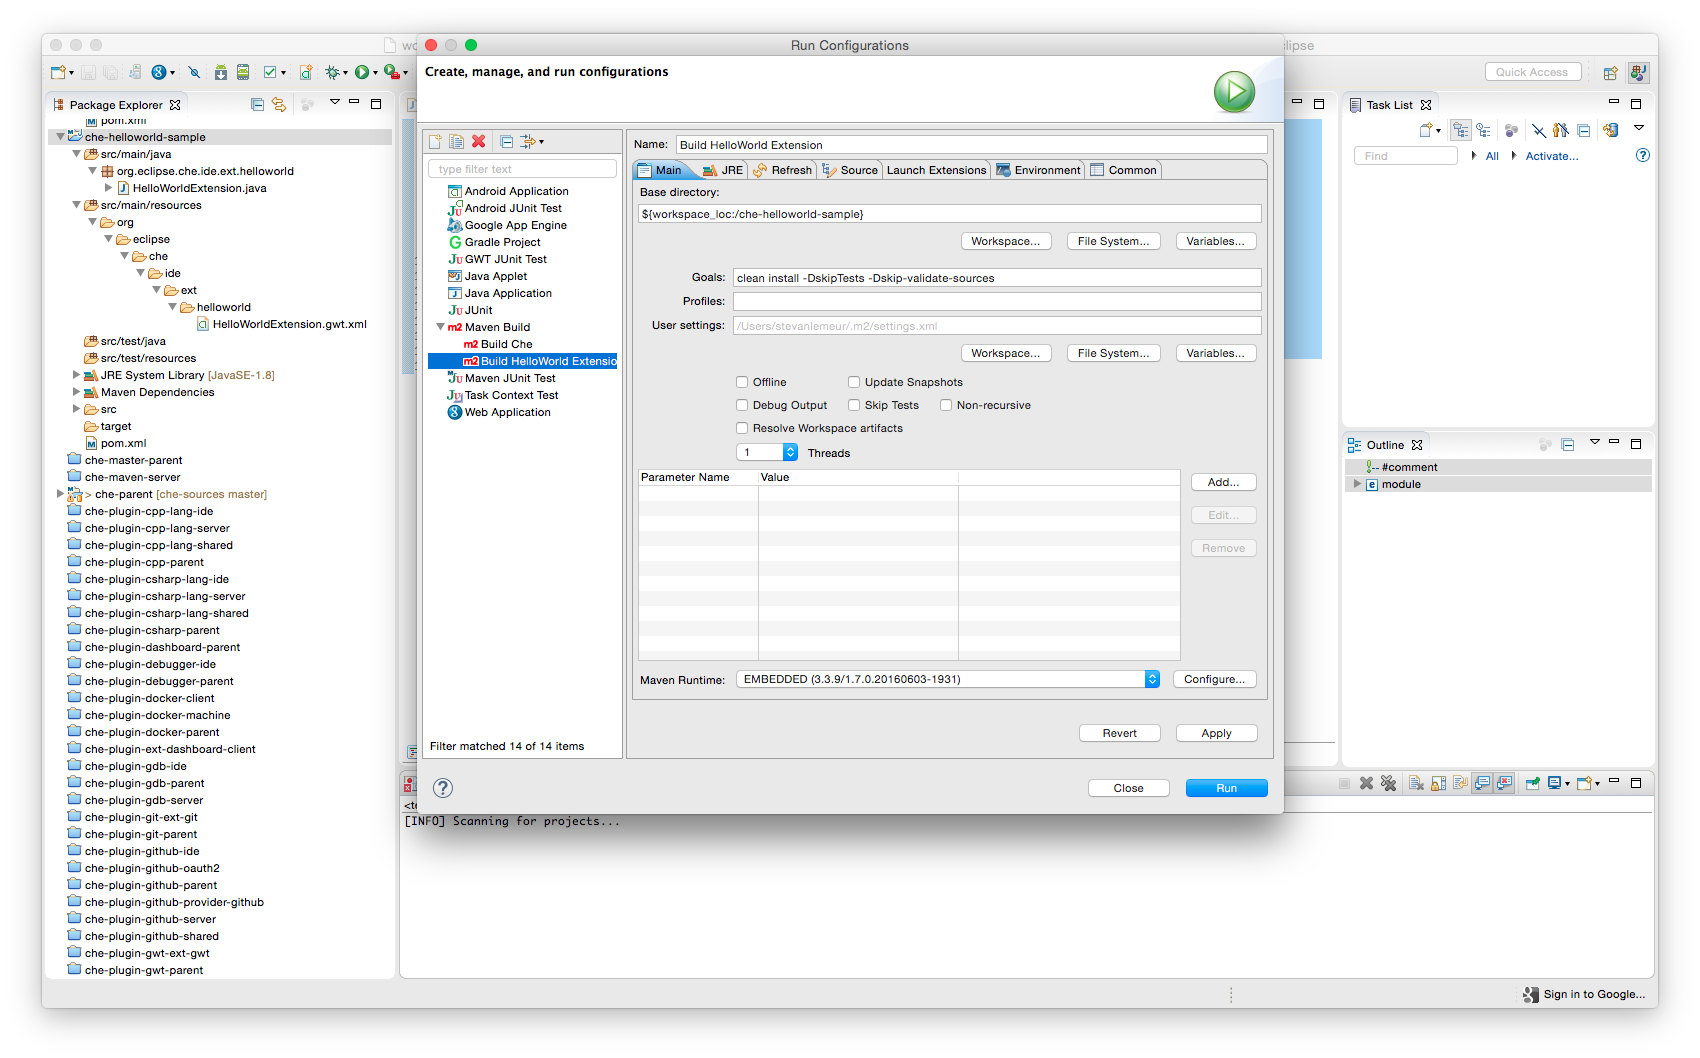 wo
Run Configurations
lipse
Quick Access
Create, manage, and run configurations
Package Explorer
pom.xml
che-helloworld-sample
src/main/java
org.eclipse.che.ide.ext.helloworld
HelloWorldExtension.java
src/main/resources
org
eclipse
che
ide
ext
helloworld
HelloWorldExtension.gwt.xml
src/test/java
src/test/resources
JRE System Library [JavaSE-1.8]
Maven Dependencies
src
target
pom.xml
che-master-parent
che-maven-server
> che-parent [che-sources master]
che-plugin-cpp-lang-ide
che-plugin-cpp-lang-server
che-plugin-cpp-lang-shared
che-plugin-cpp-parent
che-plugin-csharp-lang-ide
che-plugin-csharp-lang-server
che-plugin-csharp-lang-shared
che-plugin-csharp-parent
che-plugin-dashboard-parent
che-plugin-debugger-ide
che-plugin-debugger-parent
che-plugin-docker-client
che-plugin-docker-machine
che-plugin-docker-parent
che-plugin-ext-dashboard-client
che-plugin-gdb-ide
che-plugin-gdb-parent
che-plugin-gdb-server
che-plugin-git-ext-git
che-plugin-git-parent
che-plugin-github-ide
che-plugin-github-oauth2
che-plugin-github-parent
che-plugin-github-provider-github
che-plugin-github-server
che-plugin-github-shared
che-plugin-gwt-ext-gwt
che-plugin-gwt-parent
type filter text
Android Application
Android JUnit Test
Google App Engine
Gradle Project
GWT JUnit Test
Java Applet
Java Application
JUnit
m2 Maven Build
m2 Build Che
m2 Build HelloWorld Extensio
Maven JUnit Test
Task Context Test
Web Application
Filter matched 14 of 14 items
Name: Build HelloWorld Extension
Main JRE Refresh Source Launch Extensions Environment Common
Base directory:
${workspace_loc:/che-helloworld-sample}
Workspace... File System... Variables...
Goals: clean install -DskipTests -Dskip-validate-sources
Profiles:
User settings: /Users/stevanlemeur/.m2/settings.xml
Workspace... File System... Variables...
Offline Update Snapshots
Debug Output Skip Tests Non-recursive
Resolve Workspace artifacts
1 Threads
Parameter Name Value
Add...
Edit...
Remove
Maven Runtime: EMBEDDED (3.3.9/1.7.0.20160603-1931) Configure...
Revert Apply
Close Run
Task List
Find All Activate...
Outline
#comment
module
<te
[INFO] Scanning for projects...
Sign in to Google...